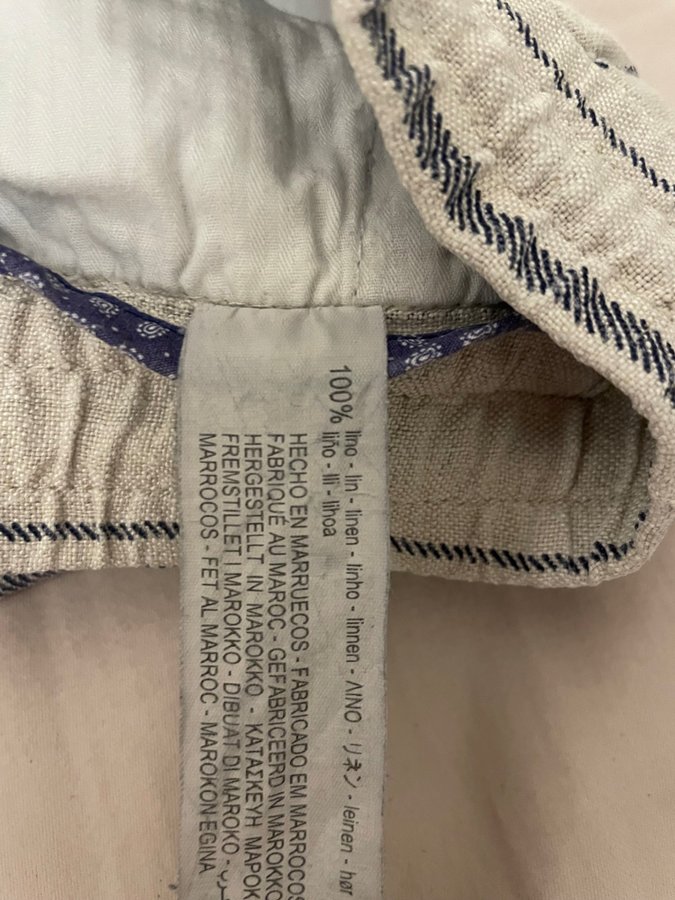 100% lino - lin - linen - linho - linnen - ΛΙΝΟ - リネン - leinen - hør
liño - lli - lihoa
HECHO EN MARRUECOS - FABRICADO EM MARROCOS
FABRIQUÉ AU MAROC - GEFABRICEERD IN MAROKKO
HERGESTELLT IN MAROKKO - ΚΑΤΑΣΚΕΥΗ ΜΑΡΟΚ
FREMSTILLET I MAROKKO - DIBUAT DI MAROKO -
MARROCOS - FET AL MARROC - MAROKON EGINA